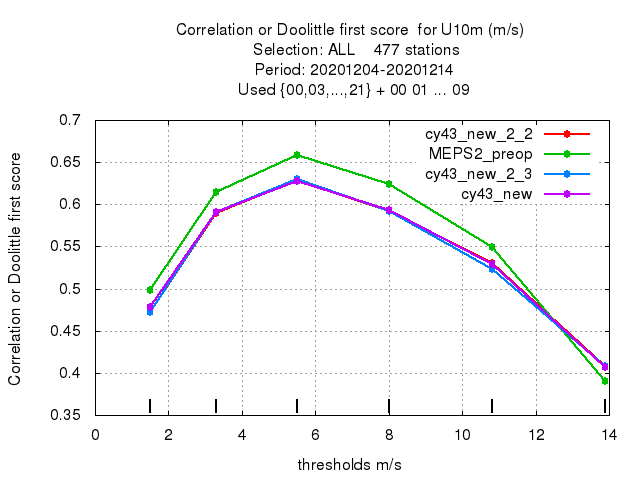 Correlation or Doolittle first score  for U10m (m/s)
Selection: ALL    477 stations
Period: 20201204-20201214
Used {00,03,...,21} + 00 01 ... 09
Correlation or Doolittle first score
0.7
0.65
0.6
0.55
0.5
0.45
0.4
0.35
cy43_new_2_2
MEPS2_preop
cy43_new_2_3
cy43_new
0 2 4 6 8 10 12 14
thresholds m/s